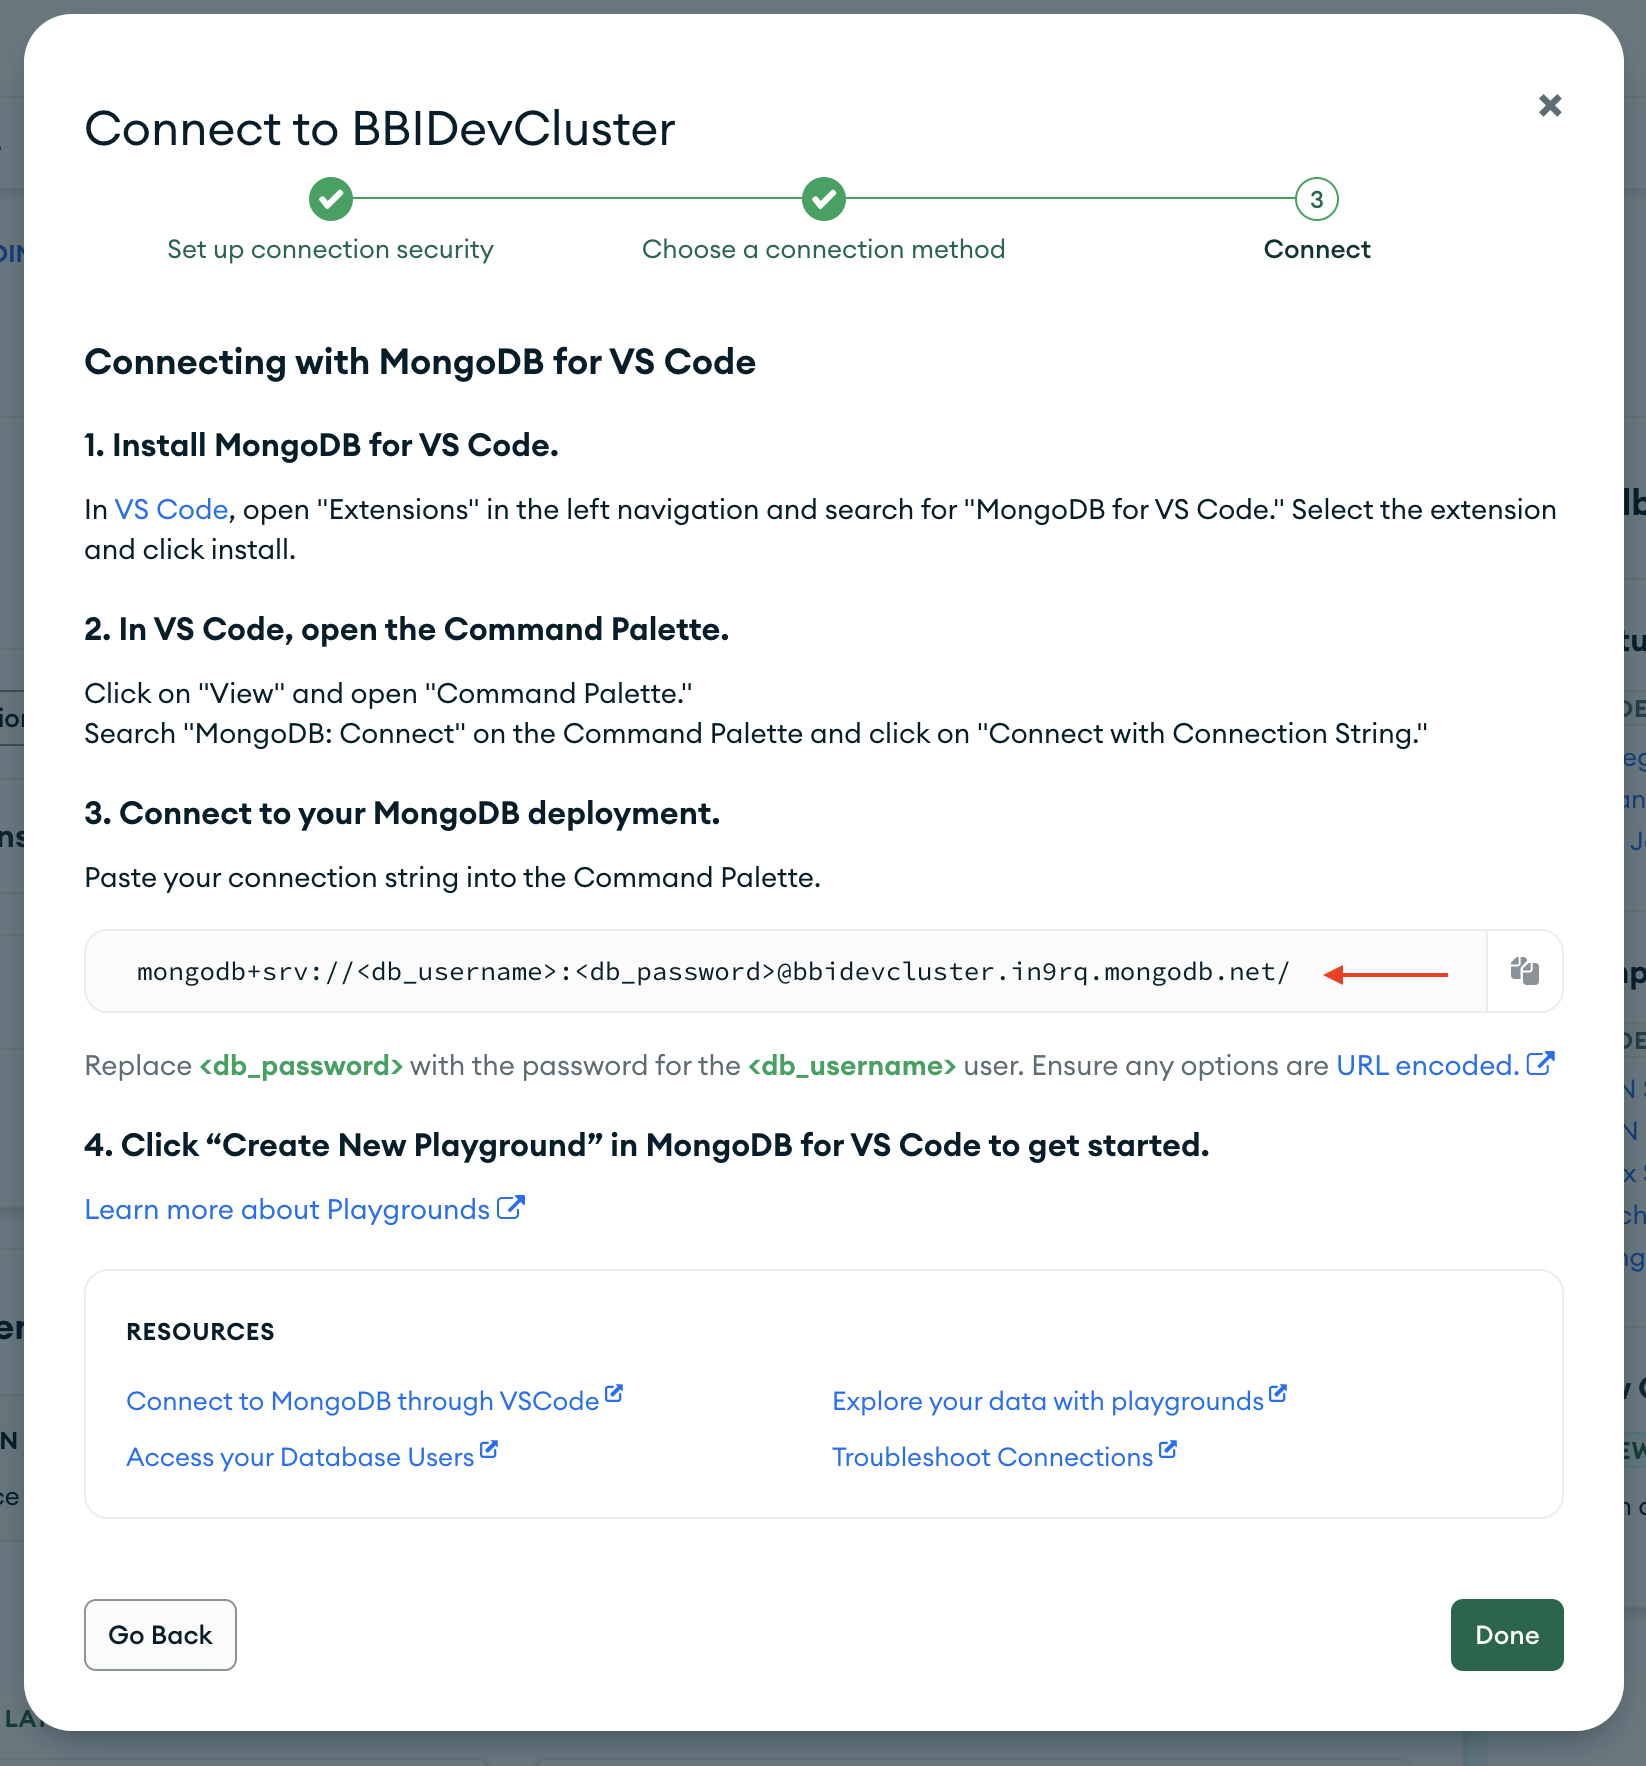 Connect to BBIDevCluster
3
Set up connection security
Choose a connection method
Connect
Connecting with MongoDB for VS Code
1. Install MongoDB for VS Code.
In VS Code, open "Extensions" in the left navigation and search for "MongoDB for VS Code." Select the extension
and click install.
2. In VS Code, open the Command Palette.
Click on "View" and open "Command Palette."
Search "MongoDB: Connect" on the Command Palette and click on "Connect with Connection String."
3. Connect to your MongoDB deployment.
Paste your connection string into the Command Palette.
mongodb+srv://<db_username>:<db_password>@bbidevcluster.in9rq.mongodb.net/
Replace <db_password> with the password for the <db_username> user. Ensure any options are URL encoded.
4. Click “Create New Playground” in MongoDB for VS Code to get started.
Learn more about Playgrounds
RESOURCES
Connect to MongoDB through VSCode
Explore your data with playgrounds
Access your Database Users
Troubleshoot Connections
Go Back
Done